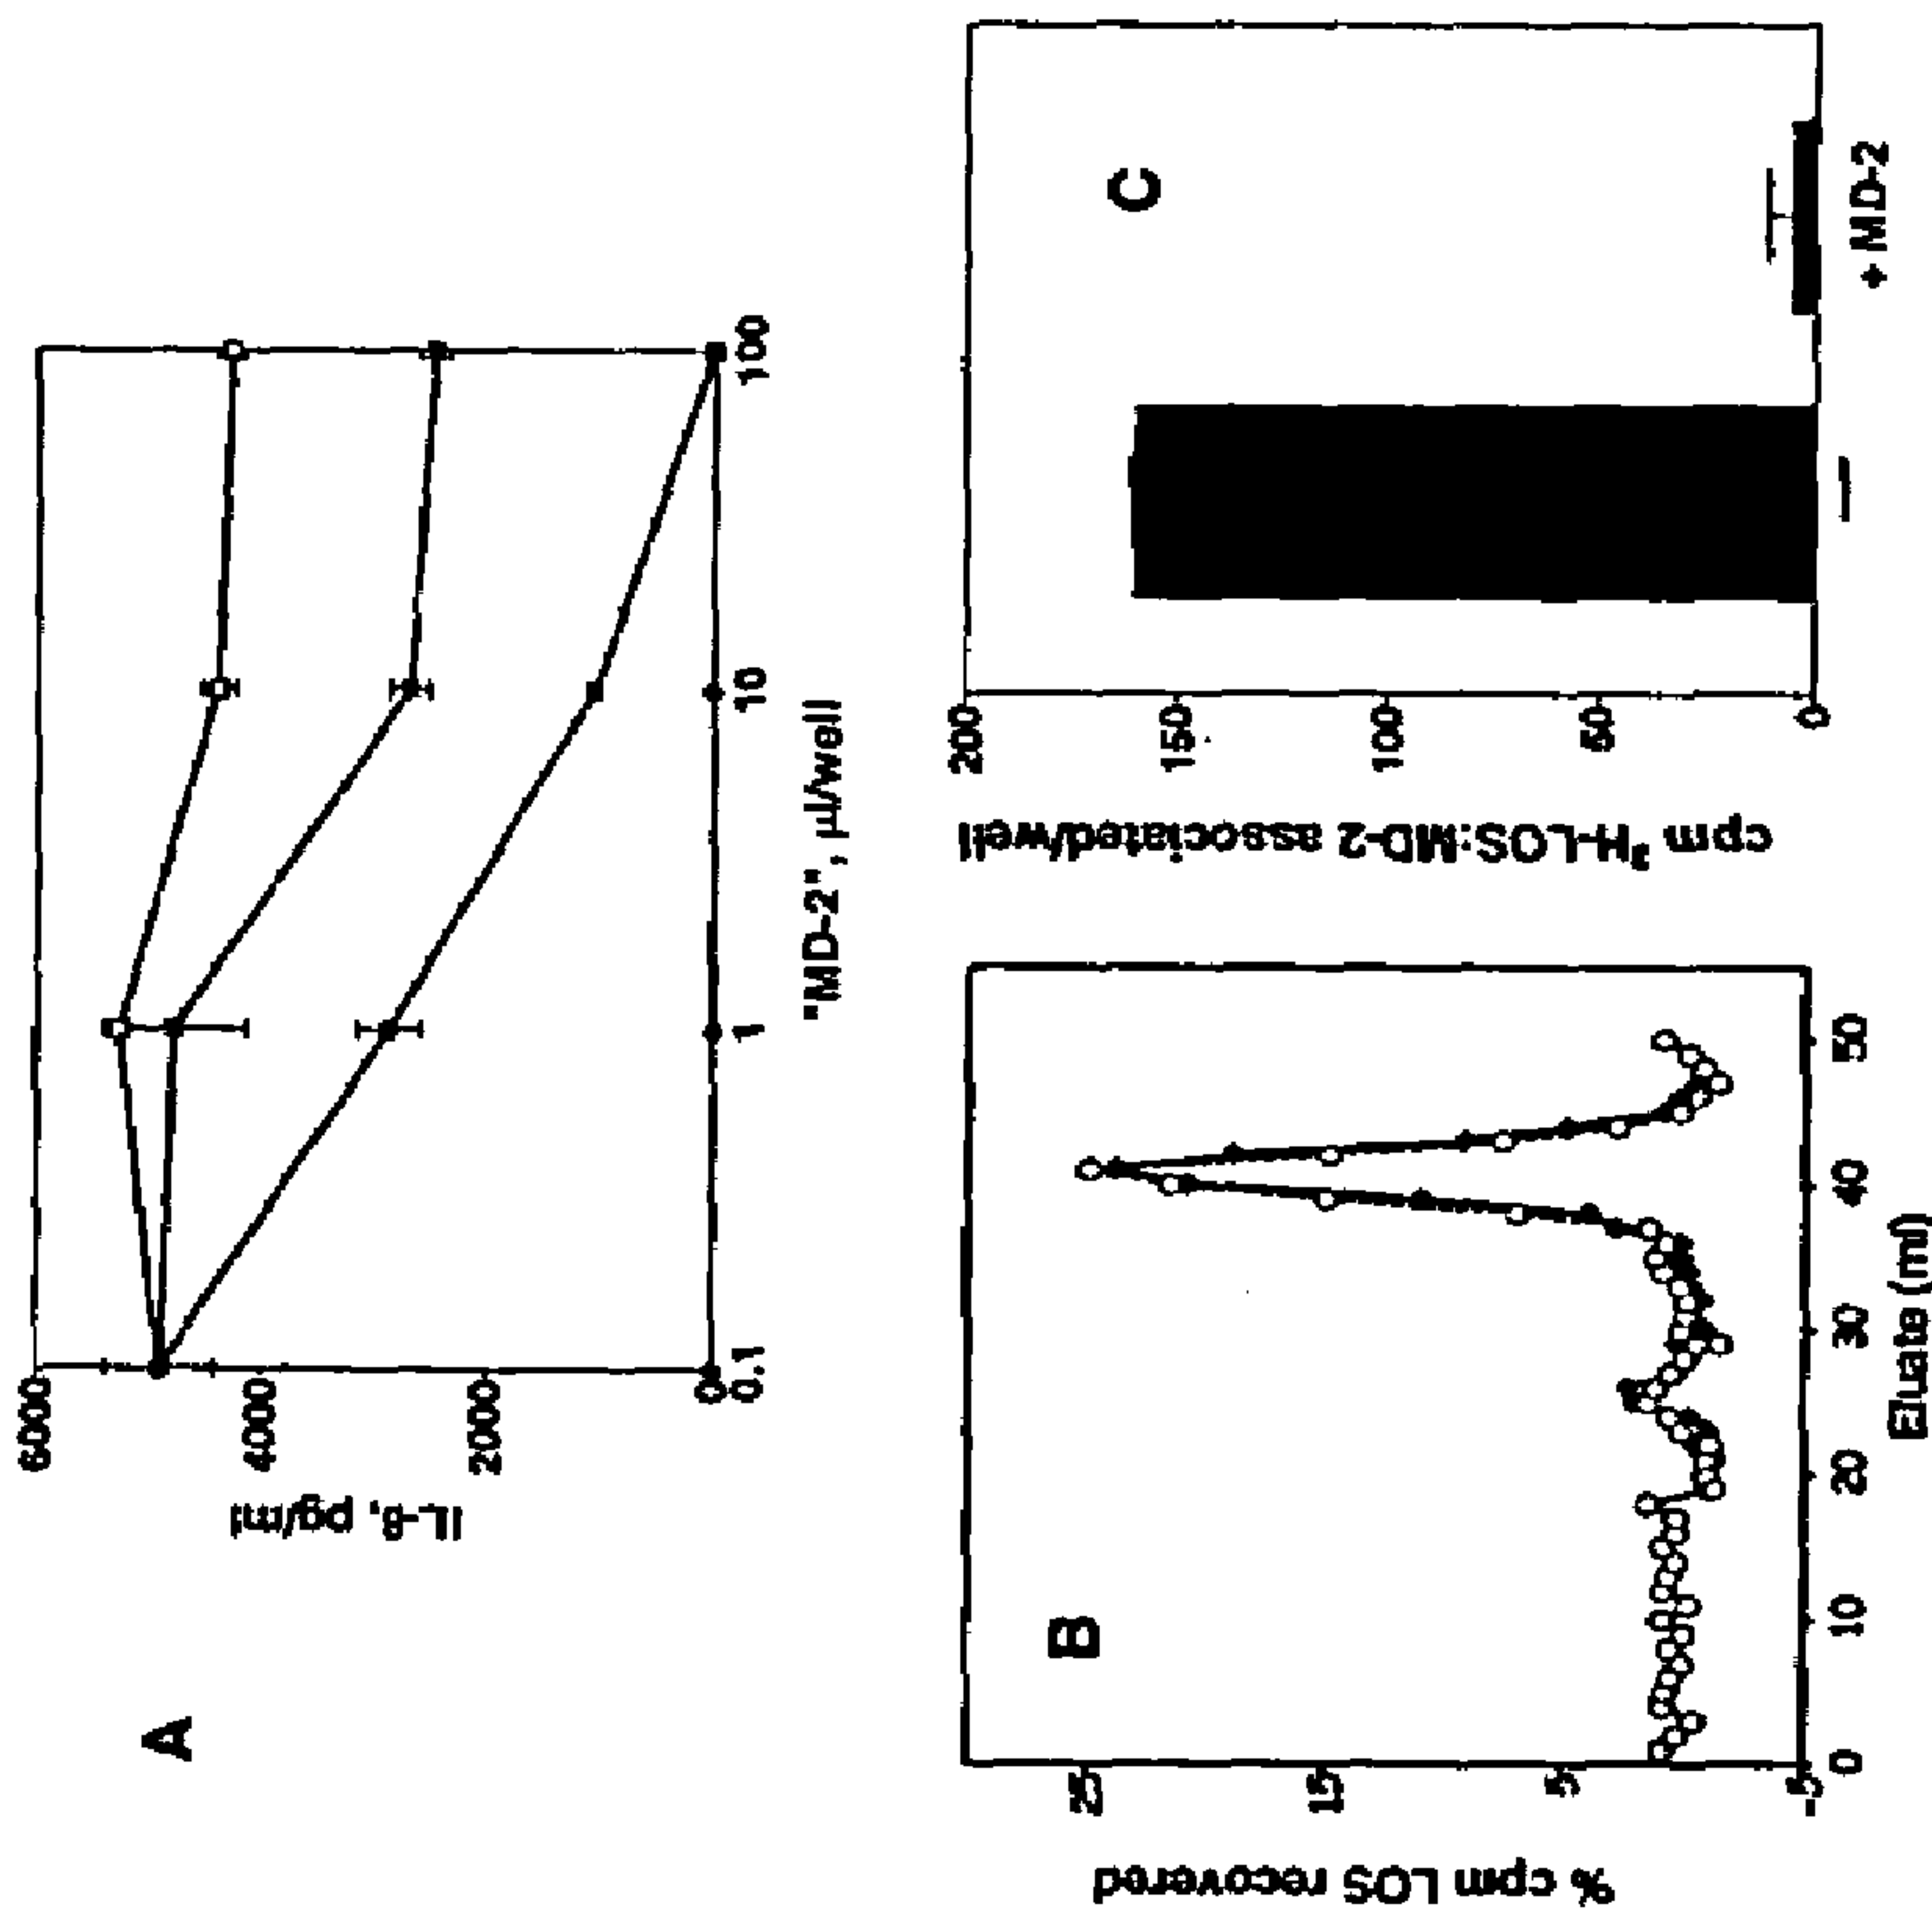 A
IL-6, pg/ml
6000
4000
2000
0
0.1
1
10
100
"MD-2", µl/well
B
% cpm LOS recovered
25
15
5
-5
0
10
20
30
40
50
Eluate (ml)
C
cpm ³H-LOS:MD-2 associated/well
200
150
100
50
0
—
+ MD-2